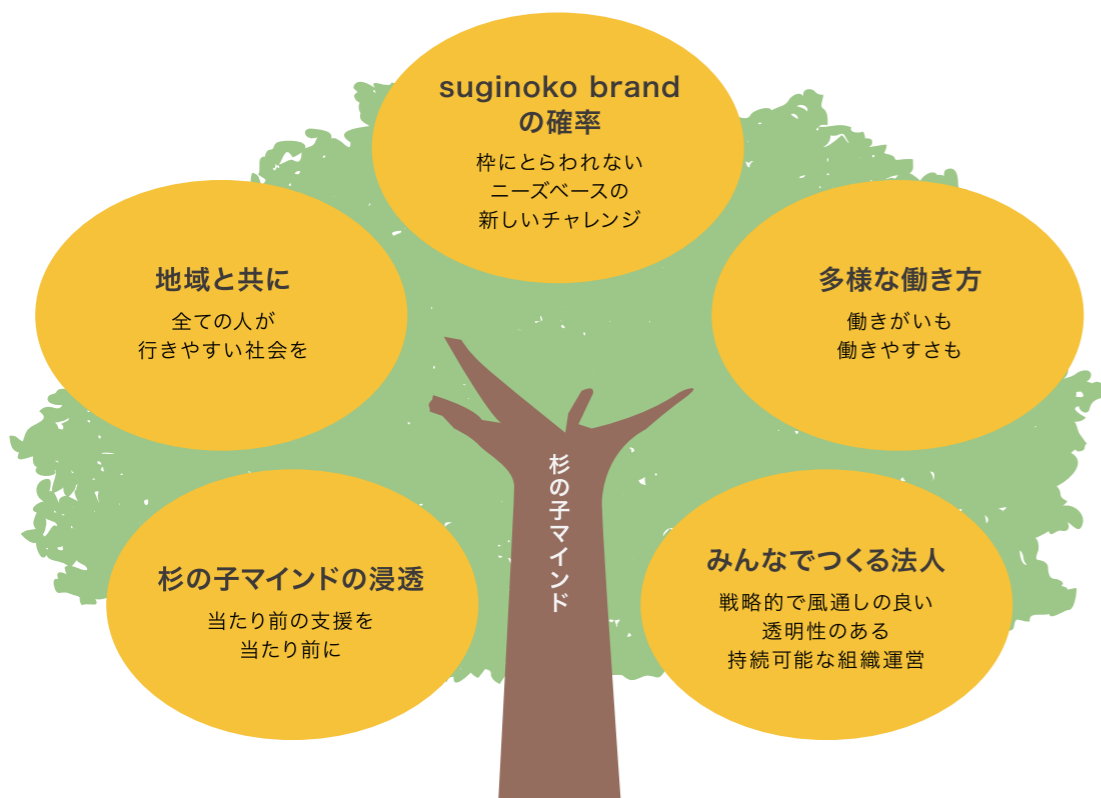 suginoko brand
の確率
枠にとらわれない
ニーズベースの
新しいチャレンジ
地域と共に
全ての人が
行きやすい社会を
多様な働き方
働きがいも
働きやすさも
杉の子マインド
杉の子マインドの浸透
当たり前の支援を
当たり前に
みんなでつくる法人
戦略的で風通しの良い
透明性のある
持続可能な組織運営